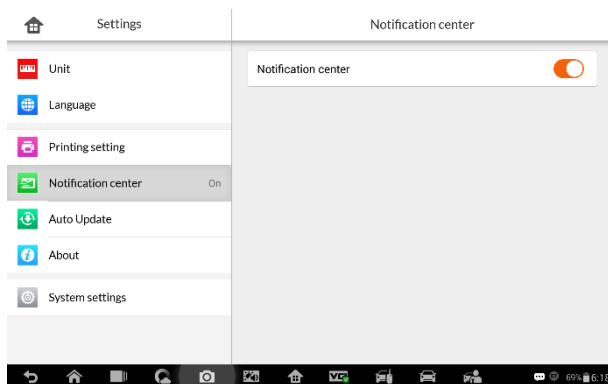 Settings
Notification center
Unit
Notification center
Language
Printing setting
Notification center On
Auto Update
About
System settings
69% 6:18